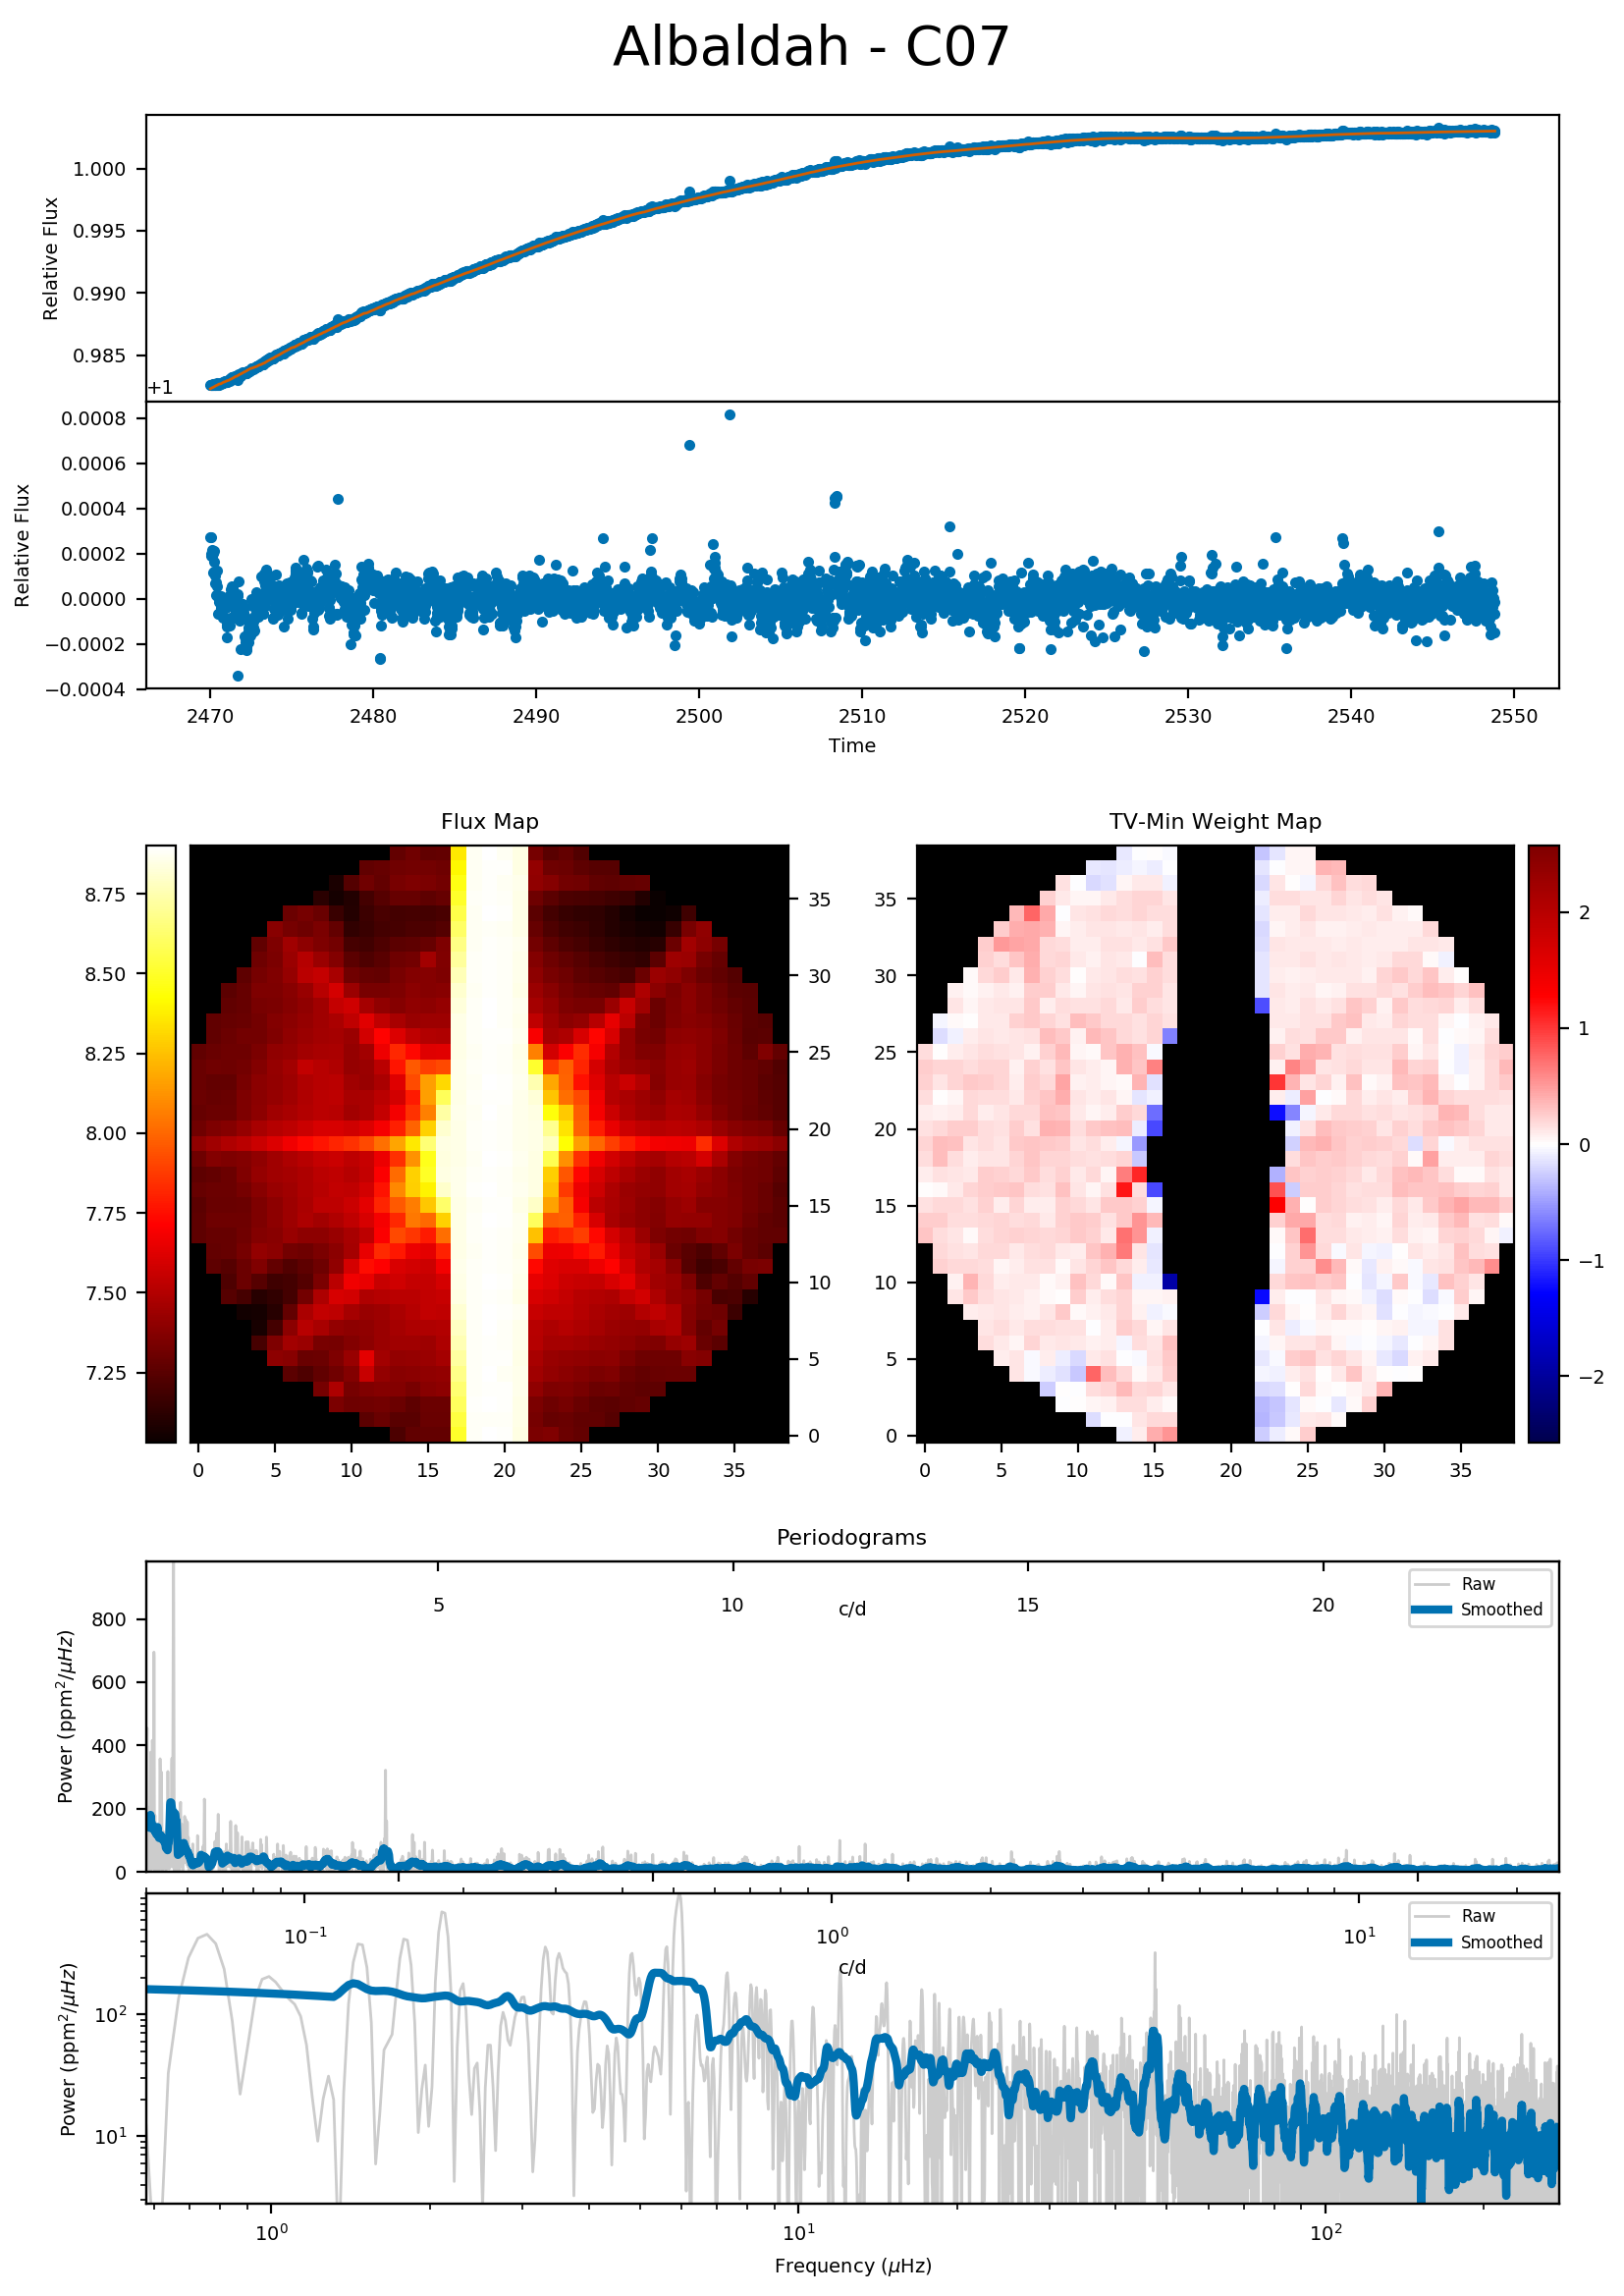 Albaldah - C07
Relative Flux
1.000
0.995
0.990
0.985
+1
Relative Flux
0.0008
0.0006
0.0004
0.0002
0.0000
−0.0002
−0.0004
2470 2480 2490 2500 2510 2520 2530 2540 2550
Time
Flux Map
8.75
8.50
8.25
8.00
7.75
7.50
7.25
35
30
25
20
15
10
5
0
0 5 10 15 20 25 30 35
TV-Min Weight Map
35
30
25
20
15
10
5
0
0 5 10 15 20 25 30 35
2
1
0
−1
−2
Periodograms
Power (ppm²/μHz)
800
600
400
200
0
5 10 15 20
c/d
Raw
Smoothed
Power (ppm²/μHz)
10²
10¹
10⁻¹ 10⁰ 10¹
c/d
Raw
Smoothed
10⁰ 10¹ 10²
Frequency (μHz)